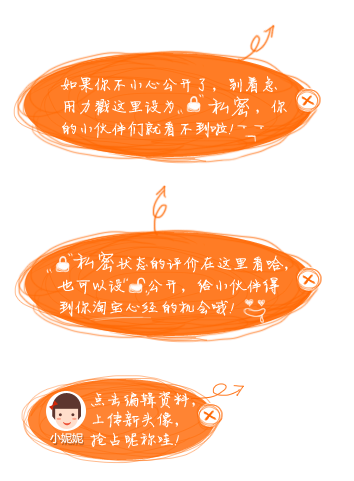 如果你不小心公开了，别着急
用力戳这里设为“🔒”私密，你
的小伙伴们就看不到啦！
“🔒”私密状态的评价在这里看哈，
也可以设“🔓”公开，给小伙伴得
到你淘宝心经的机会哦！
点击编辑资料，
上传新头像，
抢占昵称哇！
小妮妮